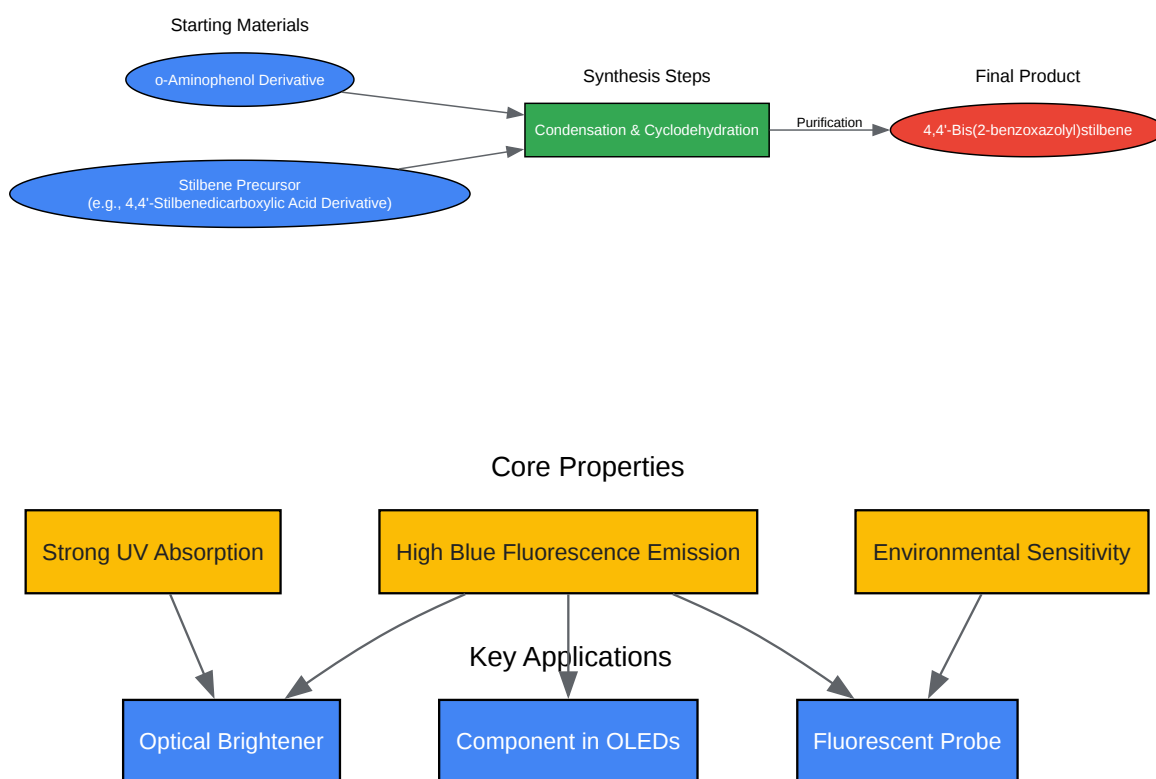 Starting Materials
o-Aminophenol Derivative
Synthesis Steps
Final Product
Condensation & Cyclodehydration
Purification
4,4'-Bis(2-benzoxazolyl)stilbene
Stilbene Precursor
(e.g., 4,4'-Stilbenedicarboxylic Acid Derivative)
Core Properties
Strong UV Absorption
High Blue Fluorescence Emission
Environmental Sensitivity
Key Applications
Optical Brightener
Component in OLEDs
Fluorescent Probe